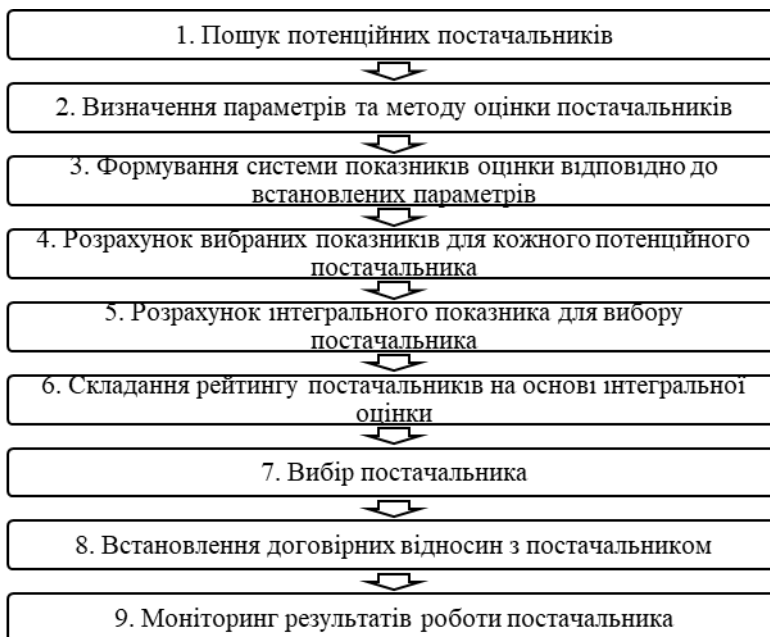 1. Пошук потенційних постачальників
2. Визначення параметрів та методу оцінки постачальників
3. Формування системи показників оцінки відповідно до
встановлених параметрів
4. Розрахунок вибраних показників для кожного потенційного
постачальника
5. Розрахунок інтегрального показника для вибору
постачальника
6. Складання рейтингу постачальників на основі інтегральної
оцінки
7. Вибір постачальника
8. Встановлення договірних відносин з постачальником
9. Моніторинг результатів роботи постачальника